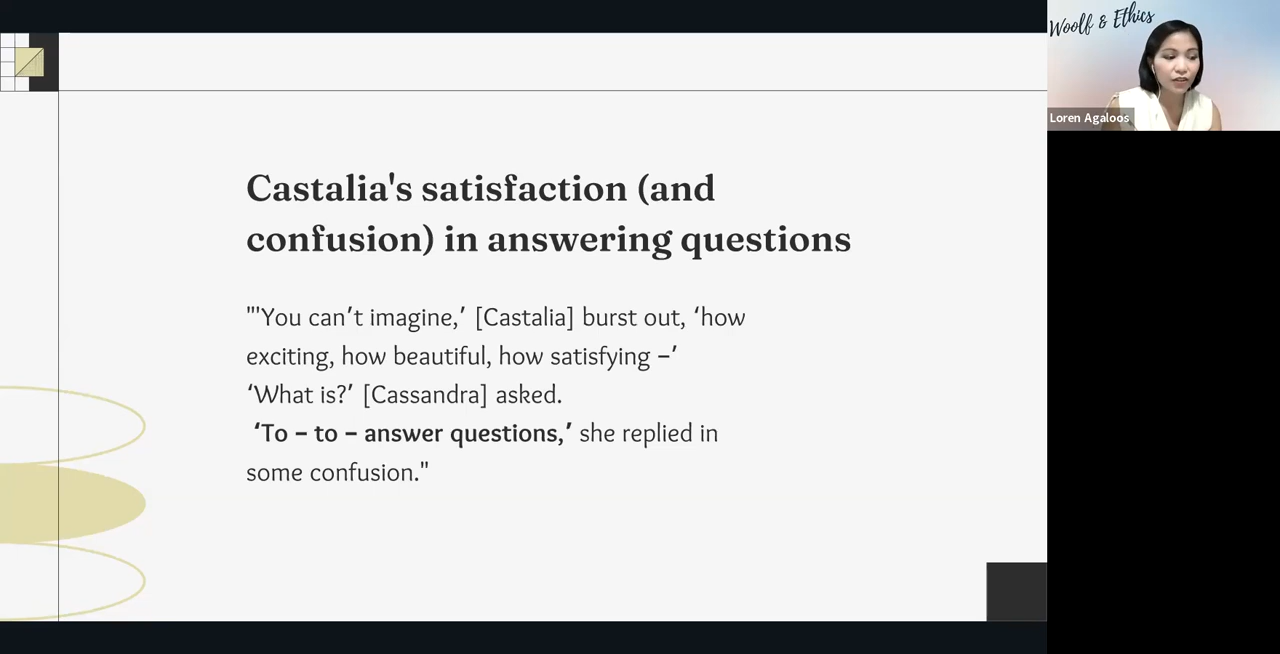 Woolf & Ethics
Loren Agaloos
Castalia's satisfaction (and
confusion) in answering questions
"'You can't imagine,' [Castalia] burst out, ‘how
exciting, how beautiful, how satisfying –’
‘What is?’ [Cassandra] asked.
‘To – to – answer questions,’ she replied in
some confusion."